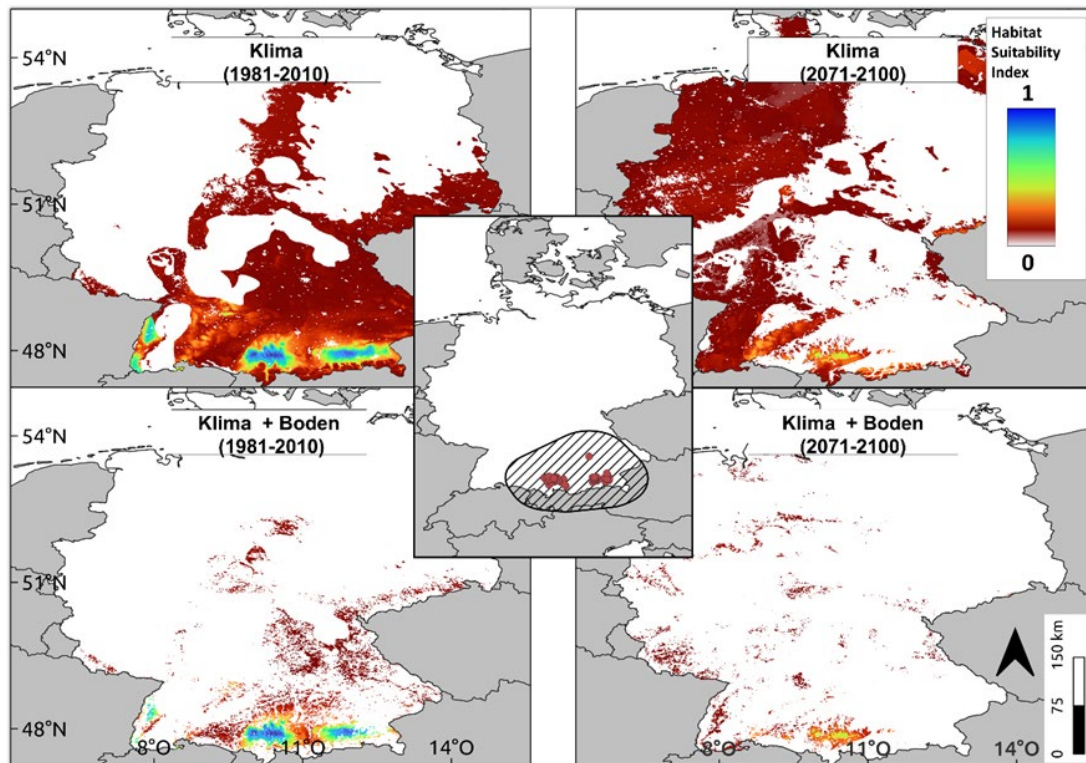 Klima
(1981-2010)
Klima
(2071-2100)
Habitat
Suitability
Index
1
0
54°N
51°N
48°N
Klima + Boden
(1981-2010)
Klima + Boden
(2071-2100)
54°N
51°N
48°N
8°O
11°O
14°O
8°O
11°O
14°O
0
75
150 km